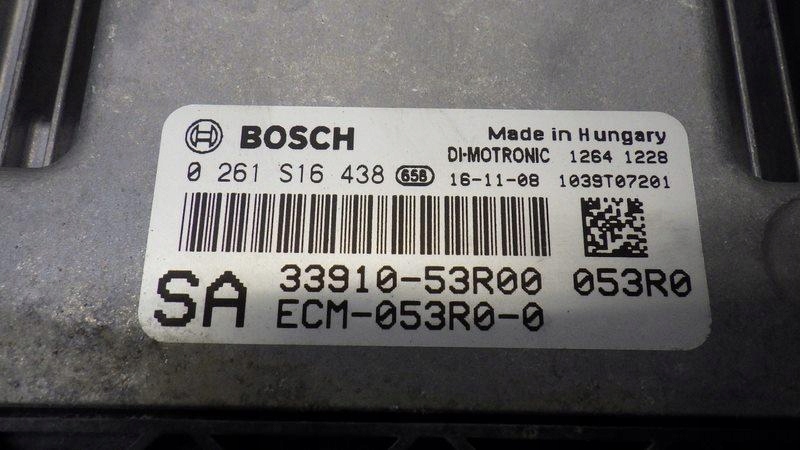 BOSCH Made in Hungary
DI-MOTRONIC 1264 1228
0 261 S16 438 658 16-11-08 1039T07201
SA 33910-53R00 053R0
ECM-053R0-0